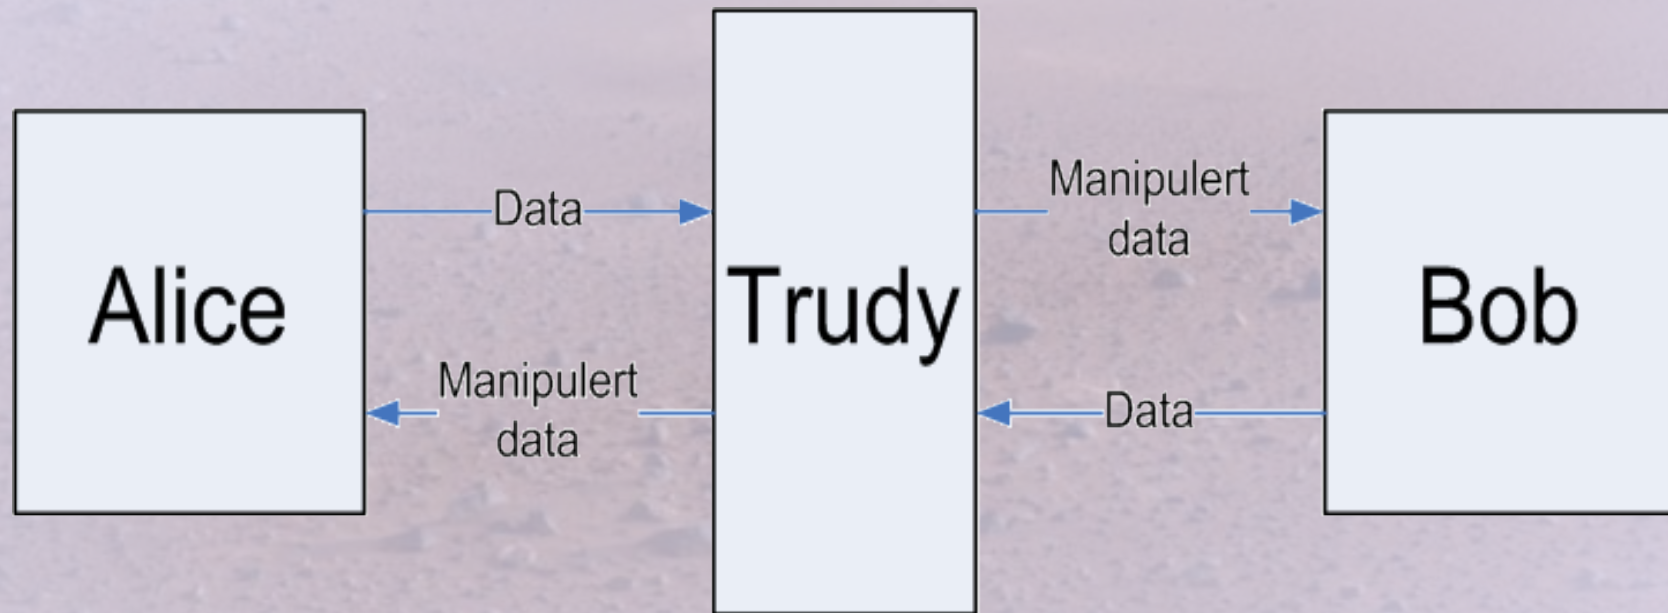 Alice
Data
Manipulert
data
Trudy
Manipulert
data
Data
Bob